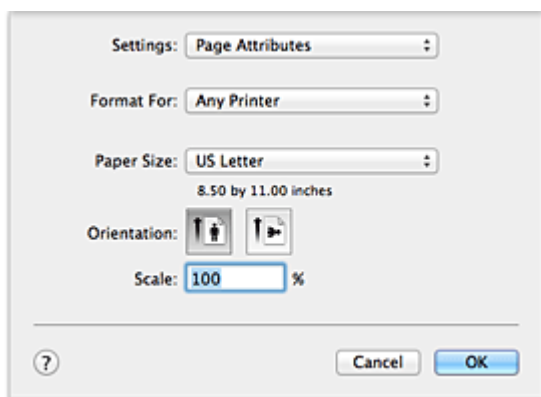 Settings: Page Attributes
Format For: Any Printer
Paper Size: US Letter
8.50 by 11.00 inches
Orientation:
Scale: 100 %
? Cancel OK